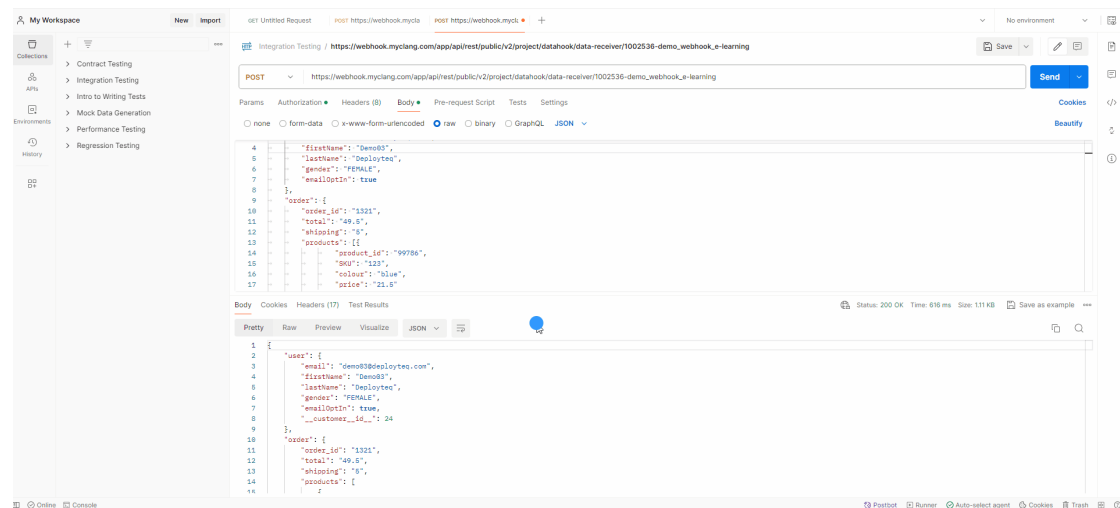 My Workspace New Import GET Untitled Request POST https://webhook.mycla POST https://webhook.mycla No environment
Collections
APIs
Environments
History
Contract Testing
Integration Testing
Intro to Writing Tests
Mock Data Generation
Performance Testing
Regression Testing
Integration Testing / https://webhook.myclang.com/app/api/rest/public/v2/project/datahook/data-receiver/1002536-demo_webhook_e-learning Save
POST https://webhook.myclang.com/app/api/rest/public/v2/project/datahook/data-receiver/1002536-demo_webhook_e-learning Send
Params Authorization Headers (8) Body Pre-request Script Tests Settings Cookies
none form-data x-www-form-urlencoded raw binary GraphQL JSON Beautify
4 "firstName": "Demo03",
5 "lastName": "Deployteq",
6 "gender": "FEMALE",
7 "emailOptIn": true
8 },
9 "order": {
10 "order_id": "1321",
11 "total": "49.5",
12 "shipping": "5",
13 "products": [{
14 "product_id": "99786",
15 "SKU": "123",
16 "colour": "blue",
17 "price": "21.5"
Body Cookies Headers (17) Test Results Status: 200 OK Time: 616 ms Size: 1.11 KB Save as example
Pretty Raw Preview Visualize JSON
1 {
2 "user": {
3 "email": "demo03@deployteq.com",
4 "firstName": "Demo03",
5 "lastName": "Deployteq",
6 "gender": "FEMALE",
7 "emailOptIn": true,
8 "__customer__id__": 24
9 },
10 "order": {
11 "order_id": "1321",
12 "total": "49.5",
13 "shipping": "5",
14 "products": [
15 {
Online Console Postbot Runner Auto-select agent Cookies Trash